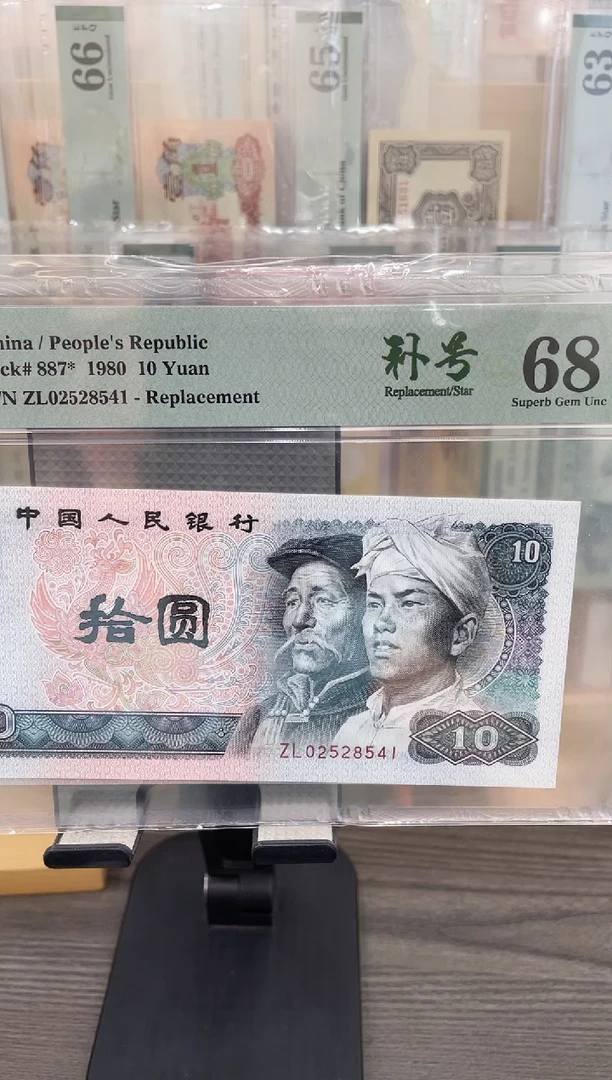 66
65
63
hina / People's Republic
ck# 887* 1980 10 Yuan
/N ZL02528541 - Replacement
补号
Replacement/Star
68
Superb Gem Unc
中国人民银行
10
拾圆
ZL02528541
10